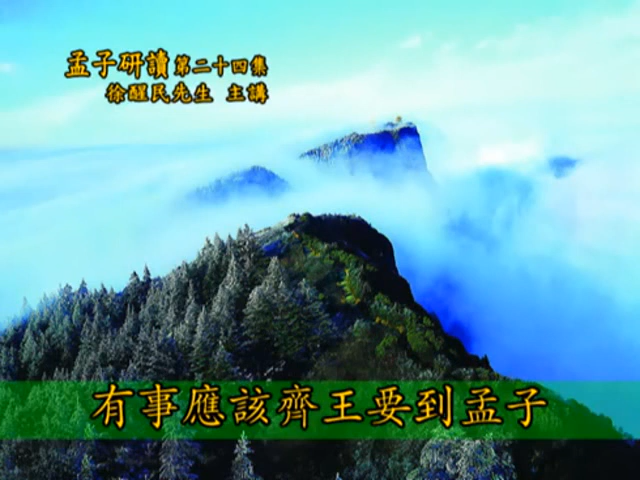 孟子研讀第二十四集
徐醒民先生 主講
有事應該齊王要到孟子